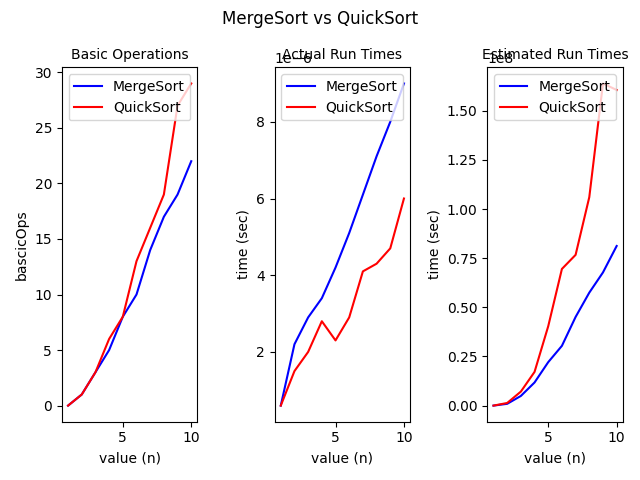 MergeSort vs QuickSort
Basic Operations
MergeSort
QuickSort
30
25
20
15
10
5
0
bascicOps
5 10
value (n)
Actual Run Times
MergeSort
QuickSort
8
6
4
2
time (sec)
5 10
value (n)
Estimated Run Times
1e8
MergeSort
QuickSort
1.50
1.25
1.00
0.75
0.50
0.25
0.00
time (sec)
5 10
value (n)